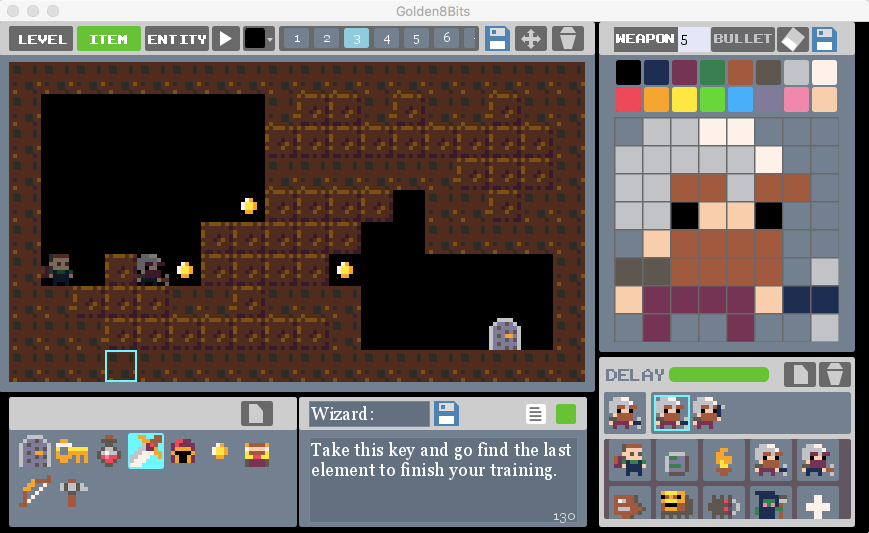 Golden8Bits
LEVEL ITEM ENTITY 1 2 3 4 5 6
WEAPON 5 BULLET
DELAY
Wizard:
Take this key and go find the last
element to finish your training.
130